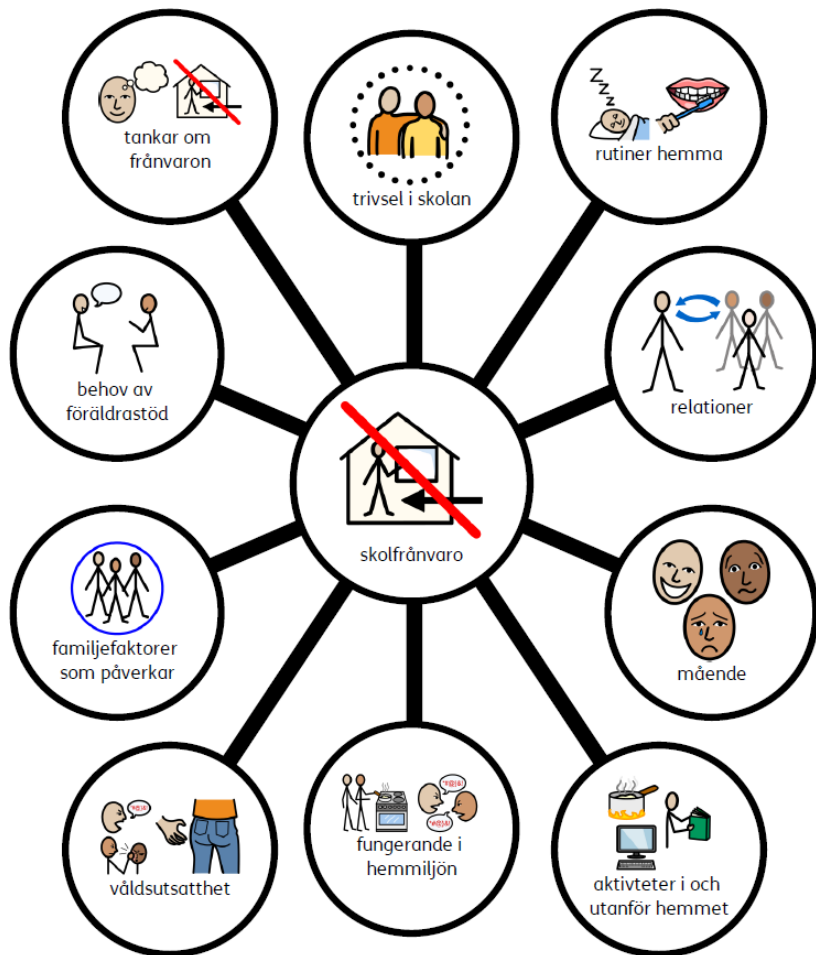 tankar om
frånvaron
trivsel i skolan
Z Z Z Z
rutiner hemma
behov av
föräldrastöd
relationer
skolfrånvaro
familjefaktorer
som påverkar
mående
*#@|&!
våldsutsatthet
*#@|&!
*#@|&!
fungerande i
hemmiljön
aktivteter i och
utanför hemmet